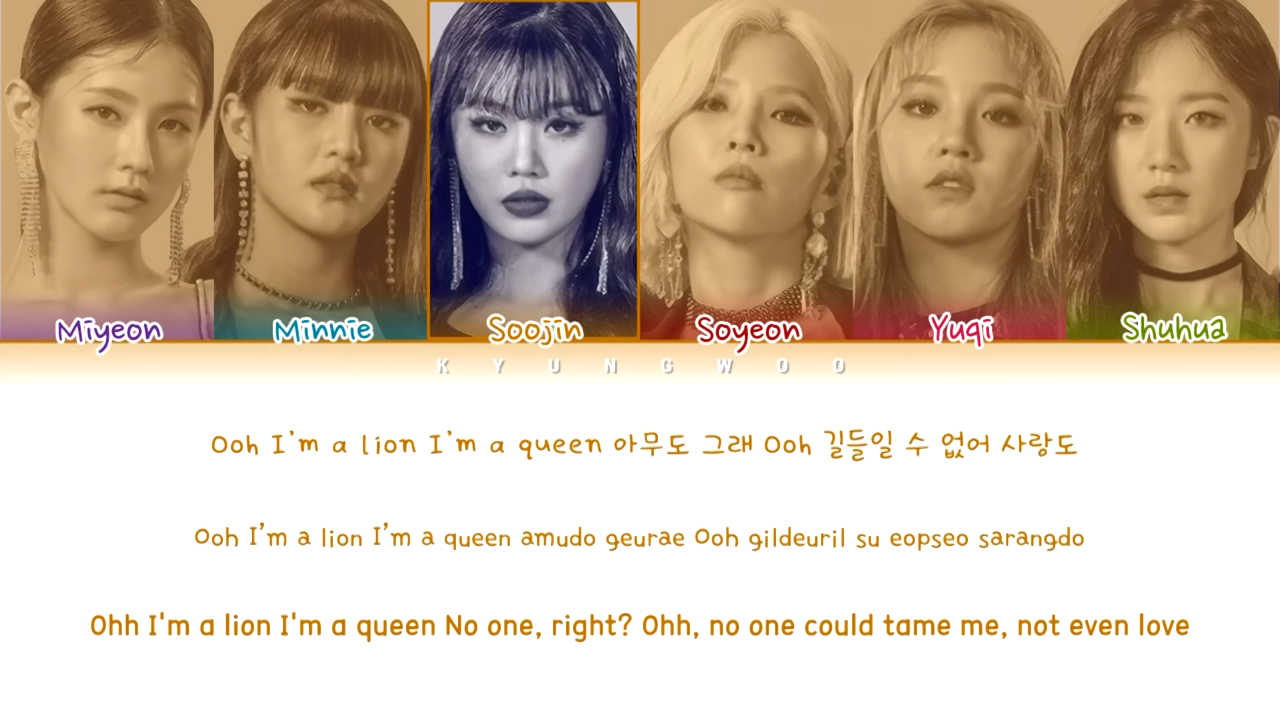 Miyeon Minnie Soojin Soyeon Yuqi Shuhua
KYUNGWOO
Ooh I'm a lion I'm a queen 아무도 그래 Ooh 길들일 수 없어 사랑도
Ooh I'm a lion I'm a queen amudo geurae Ooh gildeuril su eopseo sarangdo
Ohh I'm a lion I'm a queen No one, right? Ohh, no one could tame me, not even love